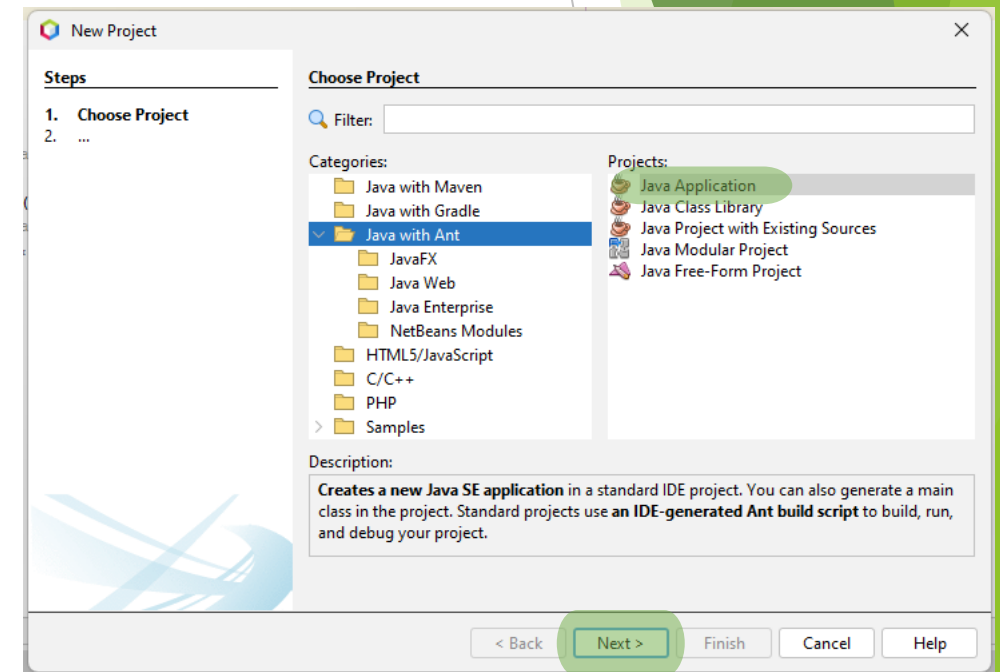 New Project
Steps
1. Choose Project
2. ...
Choose Project
Filter:
Categories:
Java with Maven
Java with Gradle
Java with Ant
JavaFX
Java Web
Java Enterprise
NetBeans Modules
HTML5/JavaScript
C/C++
PHP
Samples
Projects:
Java Application
Java Class Library
Java Project with Existing Sources
Java Modular Project
Java Free-Form Project
Description:
Creates a new Java SE application in a standard IDE project. You can also generate a main
class in the project. Standard projects use an IDE-generated Ant build script to build, run,
and debug your project.
< Back
Next >
Finish
Cancel
Help